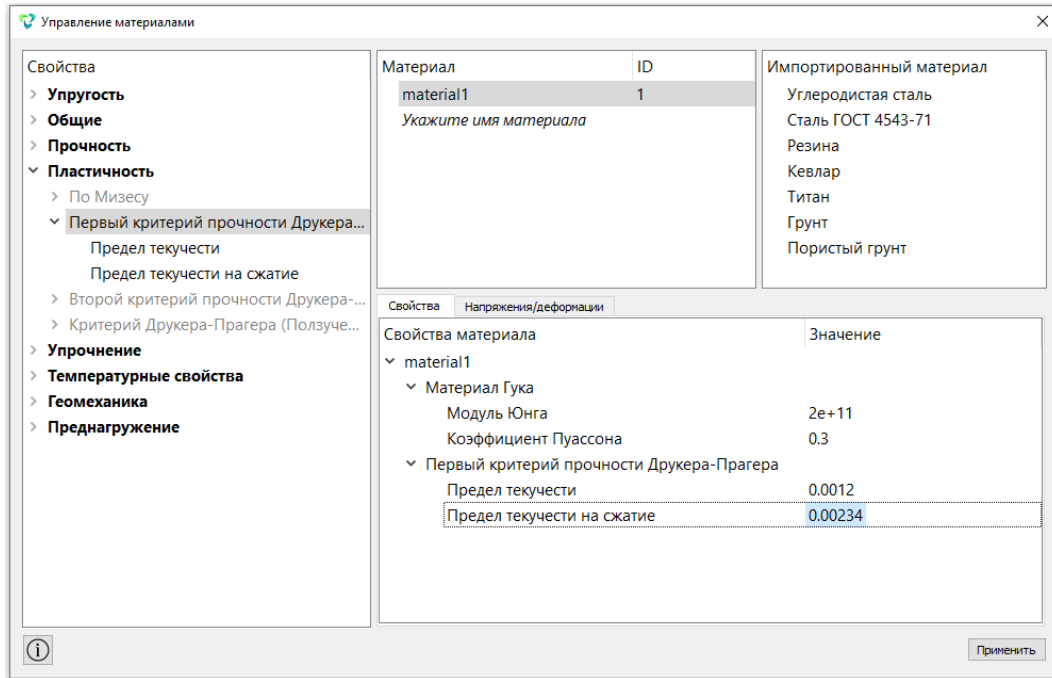 Управление материалами
Свойства
Упругость
Общие
Прочность
Пластичность
По Мизесу
Первый критерий прочности Друкера...
Предел текучести
Предел текучести на сжатие
Второй критерий прочности Друкера-...
Критерий Друкера-Прагера (Ползуче...
Упрочнение
Температурные свойства
Геомеханика
Преднагружение
Материал ID
material1 1
Укажите имя материала
Импортированный материал
Углеродистая сталь
Сталь ГОСТ 4543-71
Резина
Кевлар
Титан
Грунт
Пористый грунт
Свойства Напряжения/деформации
Свойства материала Значение
material1
Материал Гука
Модуль Юнга 2e+11
Коэффициент Пуассона 0.3
Первый критерий прочности Друкера-Прагера
Предел текучести 0.0012
Предел текучести на сжатие 0.00234
Применить